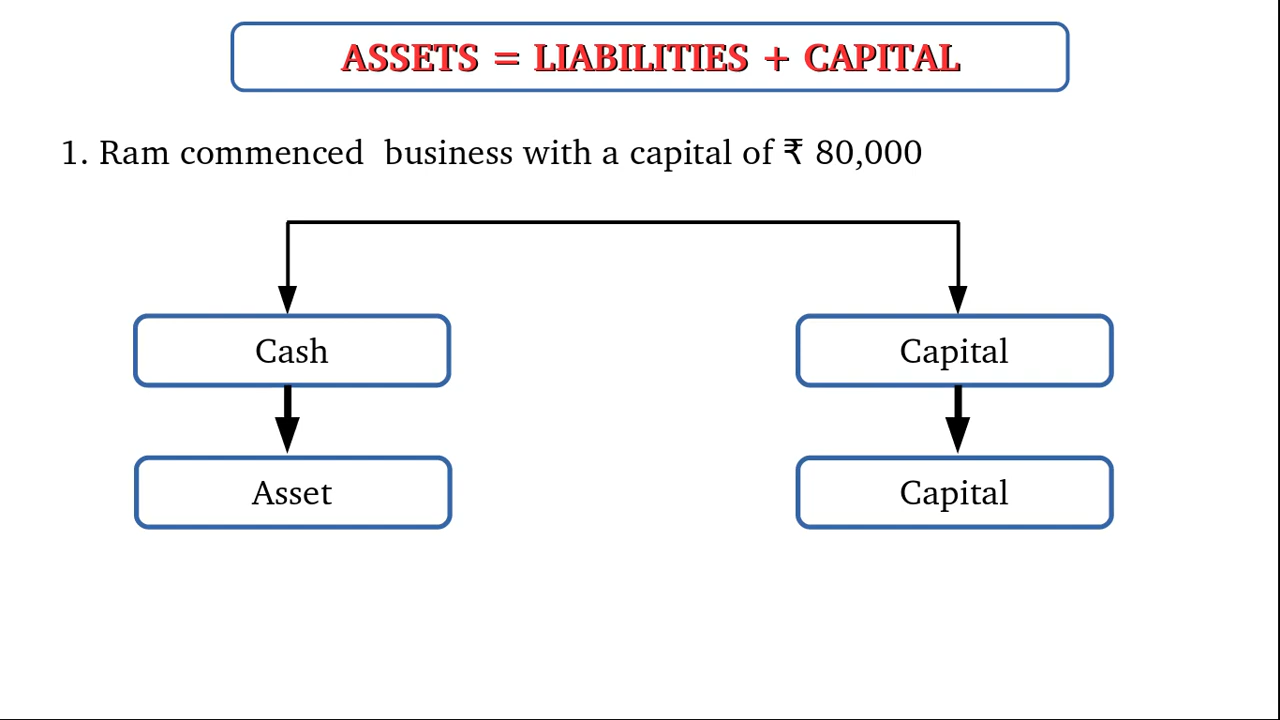 ASSETS = LIABILITIES + CAPITAL
1. Ram commenced  business with a capital of ₹ 80,000
Cash
Capital
Asset
Capital